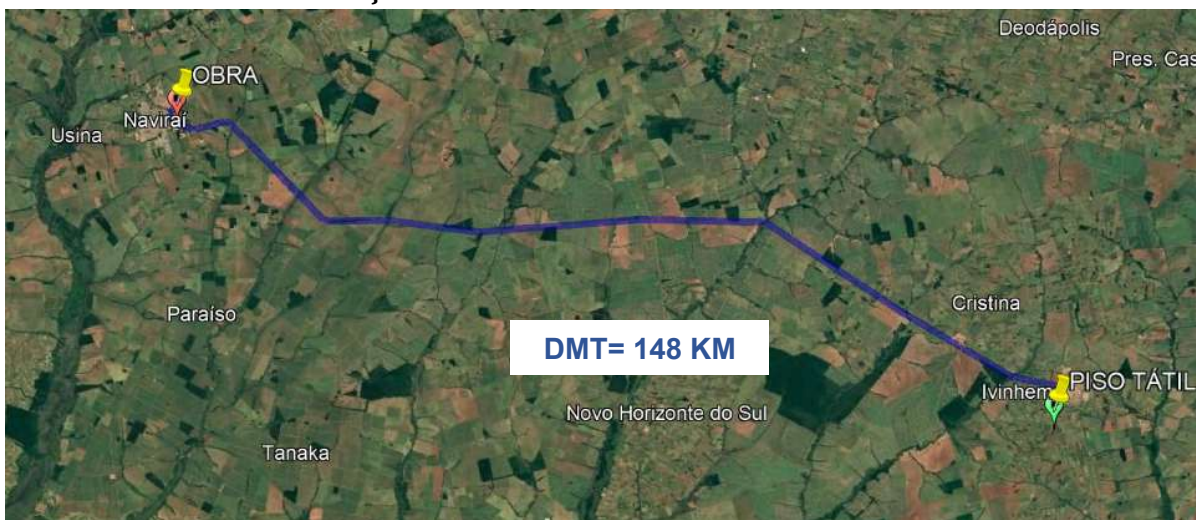 Deodápolis
Pres. Cas
OBRA
Naviraí
Usina
Paraíso
Cristina
DMT= 148 KM
PISO TÁTIL
Ivinhem
Novo Horizonte do Sul
Tanaka